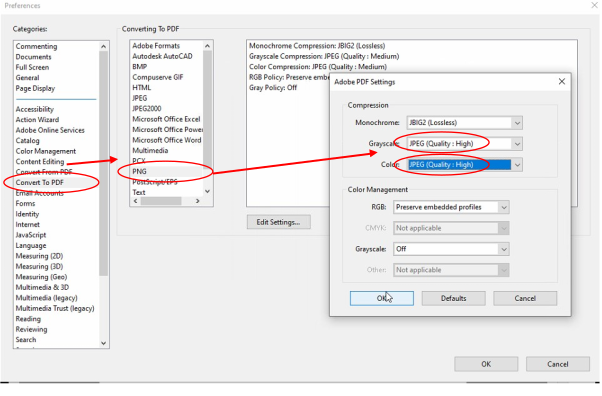 Preferences
Categories:
Commenting
Documents
Full Screen
General
Page Display
Accessibility
Action Wizard
Adobe Online Services
Catalog
Color Management
Content Editing
Convert From PDF
Convert To PDF
Email Accounts
Forms
Identity
Internet
JavaScript
Language
Measuring (2D)
Measuring (3D)
Measuring (Geo)
Multimedia & 3D
Multimedia (legacy)
Multimedia Trust (legacy)
Reading
Reviewing
Search
Converting To PDF
Adobe Formats
Autodesk AutoCAD
BMP
Compuserve GIF
HTML
JPEG
JPEG2000
Microsoft Office Excel
Microsoft Office Power
Microsoft Office Word
Multimedia
PCX
PNG
PostScript/EPS
Text
Monochrome Compression: JBIG2 (Lossless)
Grayscale Compression: JPEG (Quality : Medium)
Color Compression: JPEG (Quality : Medium)
RGB Policy: Preserve embe
Gray Policy: Off
Edit Settings...
Adobe PDF Settings
Compression
Monochrome: JBIG2 (Lossless)
Grayscale: JPEG (Quality : High)
Color: JPEG (Quality : High)
Color Management
RGB: Preserve embedded profiles
CMYK: Not applicable
Grayscale: Off
Other: Not applicable
OK Defaults Cancel
OK Cancel